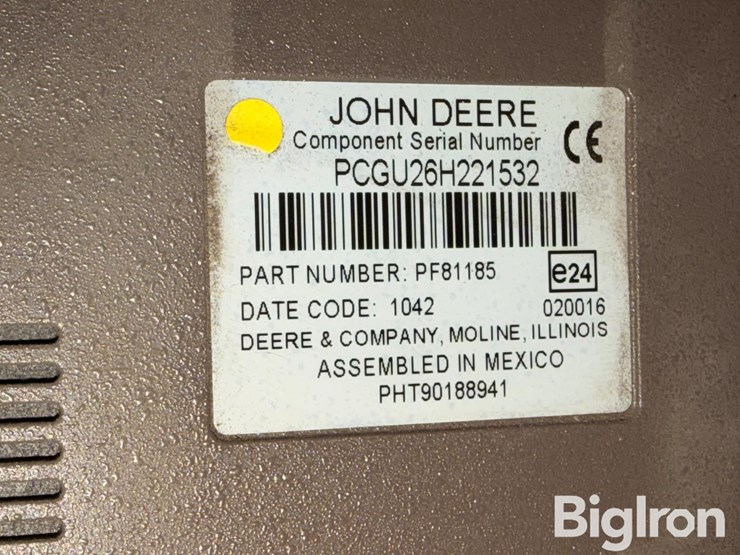 JOHN DEERE
Component Serial Number
CE
PCGU26H221532
PART NUMBER: PF81185
e24
DATE CODE: 1042
020016
DEERE & COMPANY, MOLINE, ILLINOIS
ASSEMBLED IN MEXICO
PHT90188941
BigIron